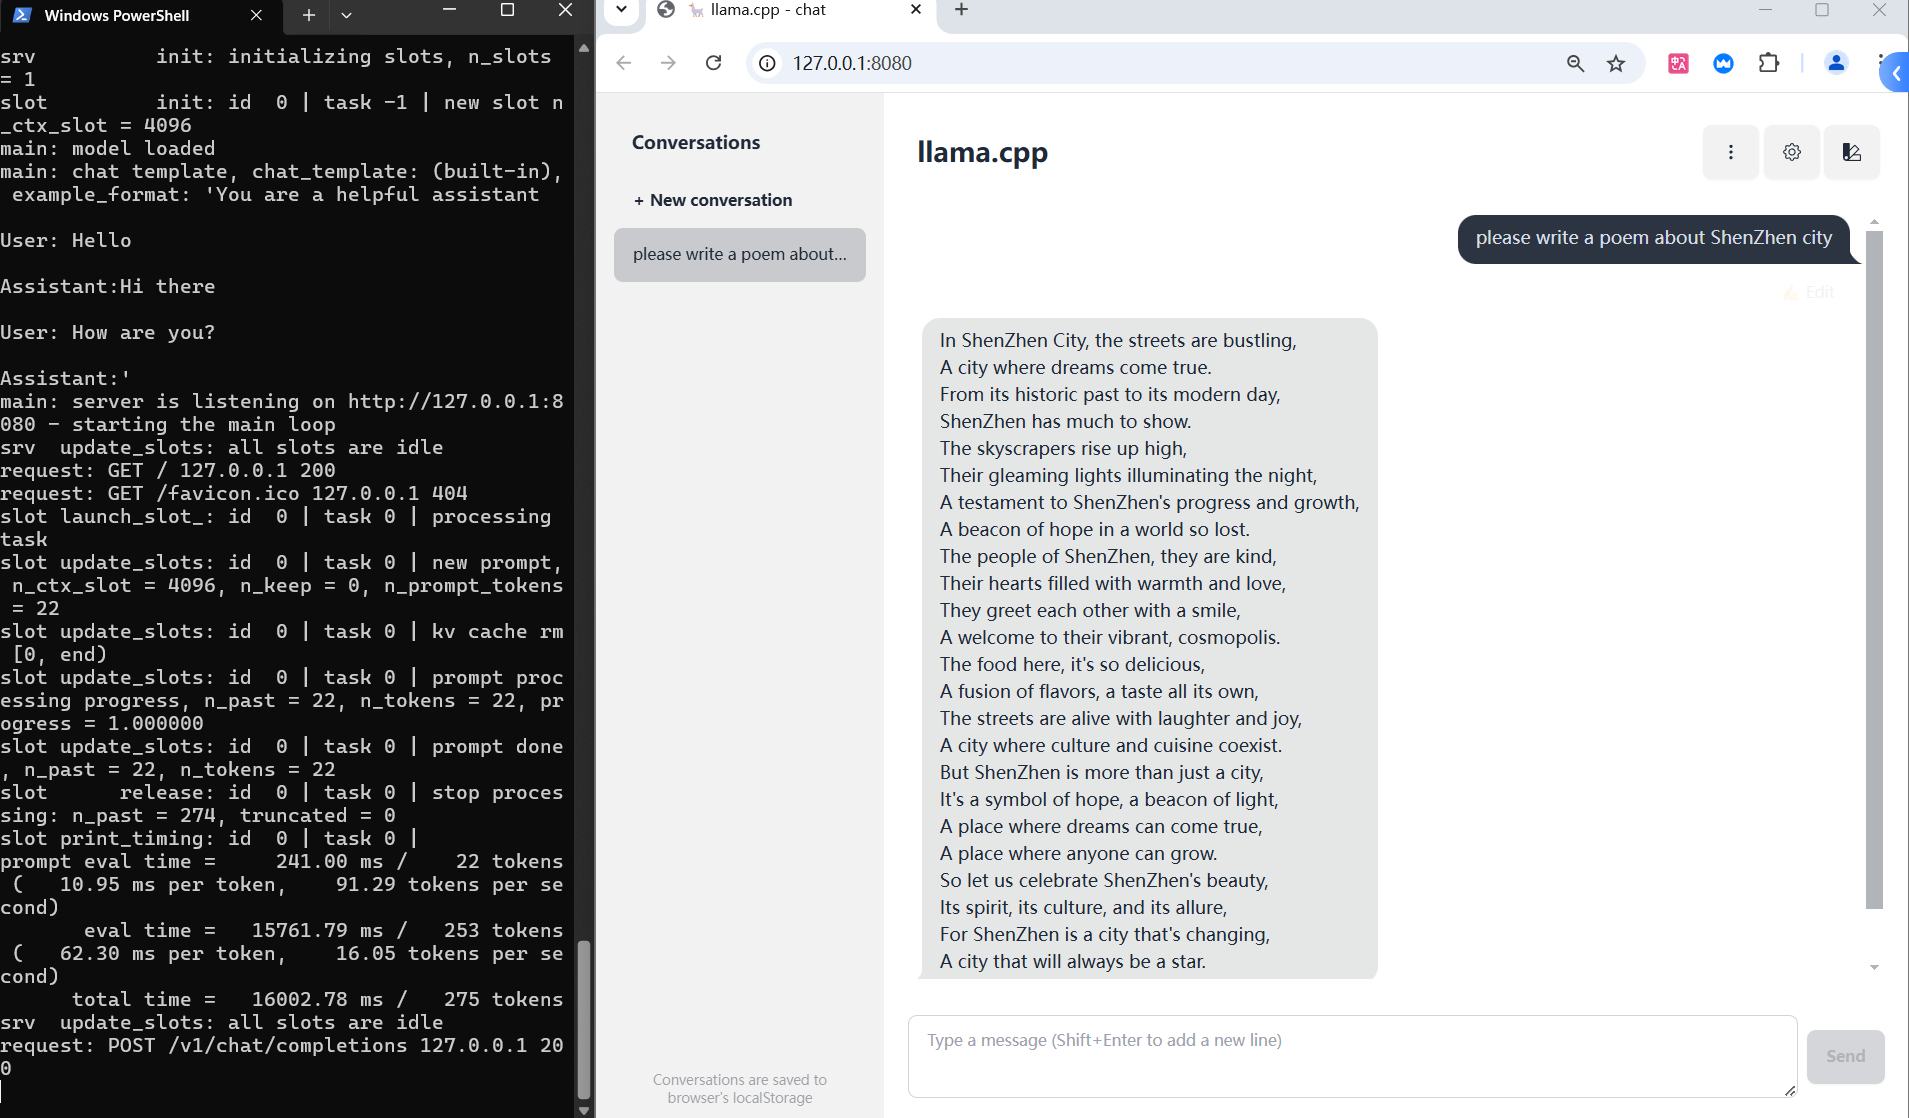 Windows PowerShell
srv          init: initializing slots, n_slots
= 1
slot         init: id  0 | task -1 | new slot n
_ctx_slot = 4096
main: model loaded
main: chat template, chat_template: (built-in),
 example_format: 'You are a helpful assistant
User: Hello
Assistant:Hi there
User: How are you?
Assistant:'
main: server is listening on http://127.0.0.1:8
080 - starting the main loop
srv  update_slots: all slots are idle
request: GET / 127.0.0.1 200
request: GET /favicon.ico 127.0.0.1 404
slot launch_slot_: id  0 | task 0 | processing
task
slot update_slots: id  0 | task 0 | new prompt,
 n_ctx_slot = 4096, n_keep = 0, n_prompt_tokens
 = 22
slot update_slots: id  0 | task 0 | kv cache rm
 [0, end)
slot update_slots: id  0 | task 0 | prompt proc
essing progress, n_past = 22, n_tokens = 22, pr
ogress = 1.000000
slot update_slots: id  0 | task 0 | prompt done
, n_past = 22, n_tokens = 22
slot      release: id  0 | task 0 | stop proces
sing: n_past = 274, truncated = 0
slot print_timing: id  0 | task 0 |
prompt eval time =     241.00 ms /    22 tokens
 (   10.95 ms per token,    91.29 tokens per se
cond)
       eval time =   15761.79 ms /   253 tokens
 (   62.30 ms per token,    16.05 tokens per se
cond)
      total time =   16002.78 ms /   275 tokens
srv  update_slots: all slots are idle
request: POST /v1/chat/completions 127.0.0.1 20
0
llama.cpp - chat
127.0.0.1:8080
Conversations
+ New conversation
please write a poem about...
Conversations are saved to
browser's localStorage
llama.cpp
please write a poem about ShenZhen city
Edit
In ShenZhen City, the streets are bustling,
A city where dreams come true.
From its historic past to its modern day,
ShenZhen has much to show.
The skyscrapers rise up high,
Their gleaming lights illuminating the night,
A testament to ShenZhen's progress and growth,
A beacon of hope in a world so lost.
The people of ShenZhen, they are kind,
Their hearts filled with warmth and love,
They greet each other with a smile,
A welcome to their vibrant, cosmopolis.
The food here, it's so delicious,
A fusion of flavors, a taste all its own,
The streets are alive with laughter and joy,
A city where culture and cuisine coexist.
But ShenZhen is more than just a city,
It's a symbol of hope, a beacon of light,
A place where dreams can come true,
A place where anyone can grow.
So let us celebrate ShenZhen's beauty,
Its spirit, its culture, and its allure,
For ShenZhen is a city that's changing,
A city that will always be a star.
Type a message (Shift+Enter to add a new line)
Send